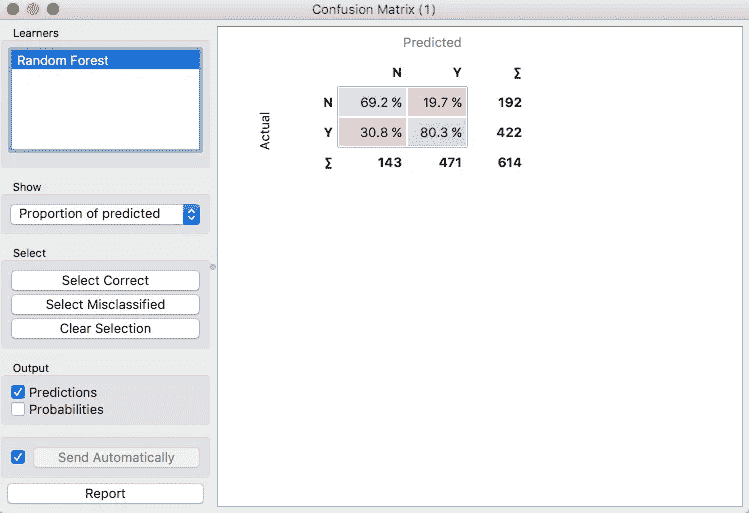 Confusion Matrix (1)
Learners
Random Forest
Show
Proportion of predicted
Select
Select Correct
Select Misclassified
Clear Selection
Output
Predictions
Probabilities
Send Automatically
Report
Predicted
N Y Σ
Actual
N 69.2 % 19.7 % 192
Y 30.8 % 80.3 % 422
Σ 143 471 614